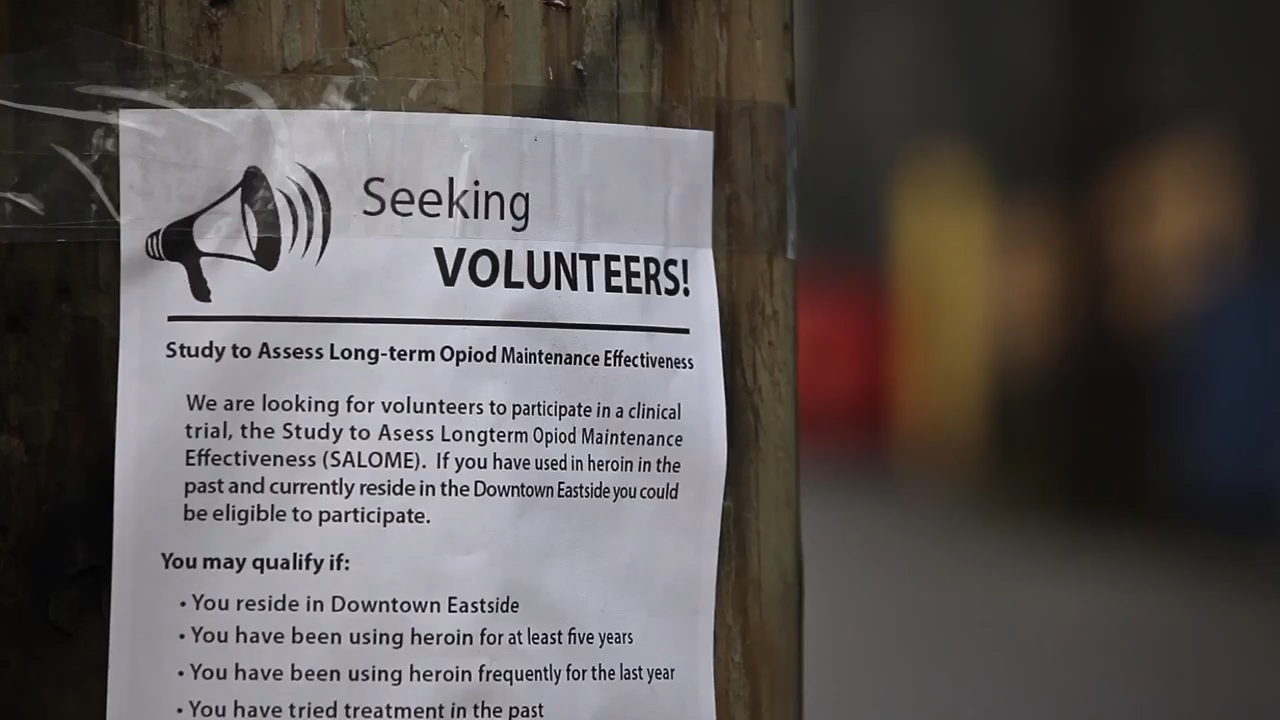 Seeking
VOLUNTEERS!
Study to Assess Long-term Opiod Maintenance Effectiveness
We are looking for volunteers to participate in a clinical
trial, the Study to Asess Longterm Opiod Maintenance
Effectiveness (SALOME). If you have used in heroin in the
past and currently reside in the Downtown Eastside you could
be eligible to participate.
You may qualify if:
• You reside in Downtown Eastside
• You have been using heroin for at least five years
• You have been using heroin frequently for the last year
• You have tried treatment in the past